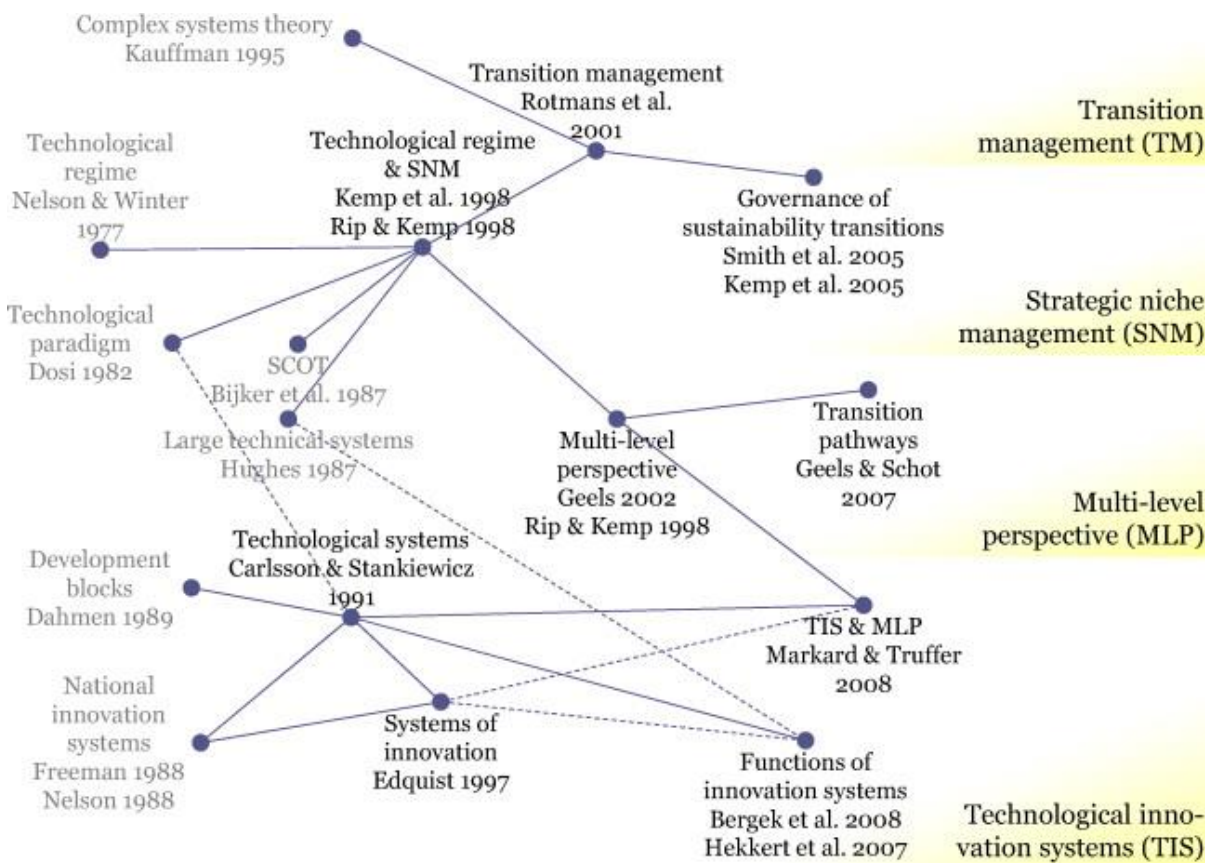 Complex systems theory
Kauffman 1995
Transition management
Rotmans et al.
2001
Transition
management (TM)
Technological
regime
Nelson & Winter
1977
Technological regime
& SNM
Kemp et al. 1998
Rip & Kemp 1998
Governance of
sustainability transitions
Smith et al. 2005
Kemp et al. 2005
Strategic niche
management (SNM)
Technological
paradigm
Dosi 1982
SCOT
Bijker et al. 1987
Large technical systems
Hughes 1987
Multi-level
perspective
Geels 2002
Rip & Kemp 1998
Transition
pathways
Geels & Schot
2007
Multi-level
perspective (MLP)
Development
blocks
Dahmen 1989
Technological systems
Carlsson & Stankiewicz
1991
TIS & MLP
Markard & Truffer
2008
National
innovation
systems
Freeman 1988
Nelson 1988
Systems of
innovation
Edquist 1997
Functions of
innovation systems
Bergek et al. 2008
Hekkert et al. 2007
Technological inno-
vation systems (TIS)